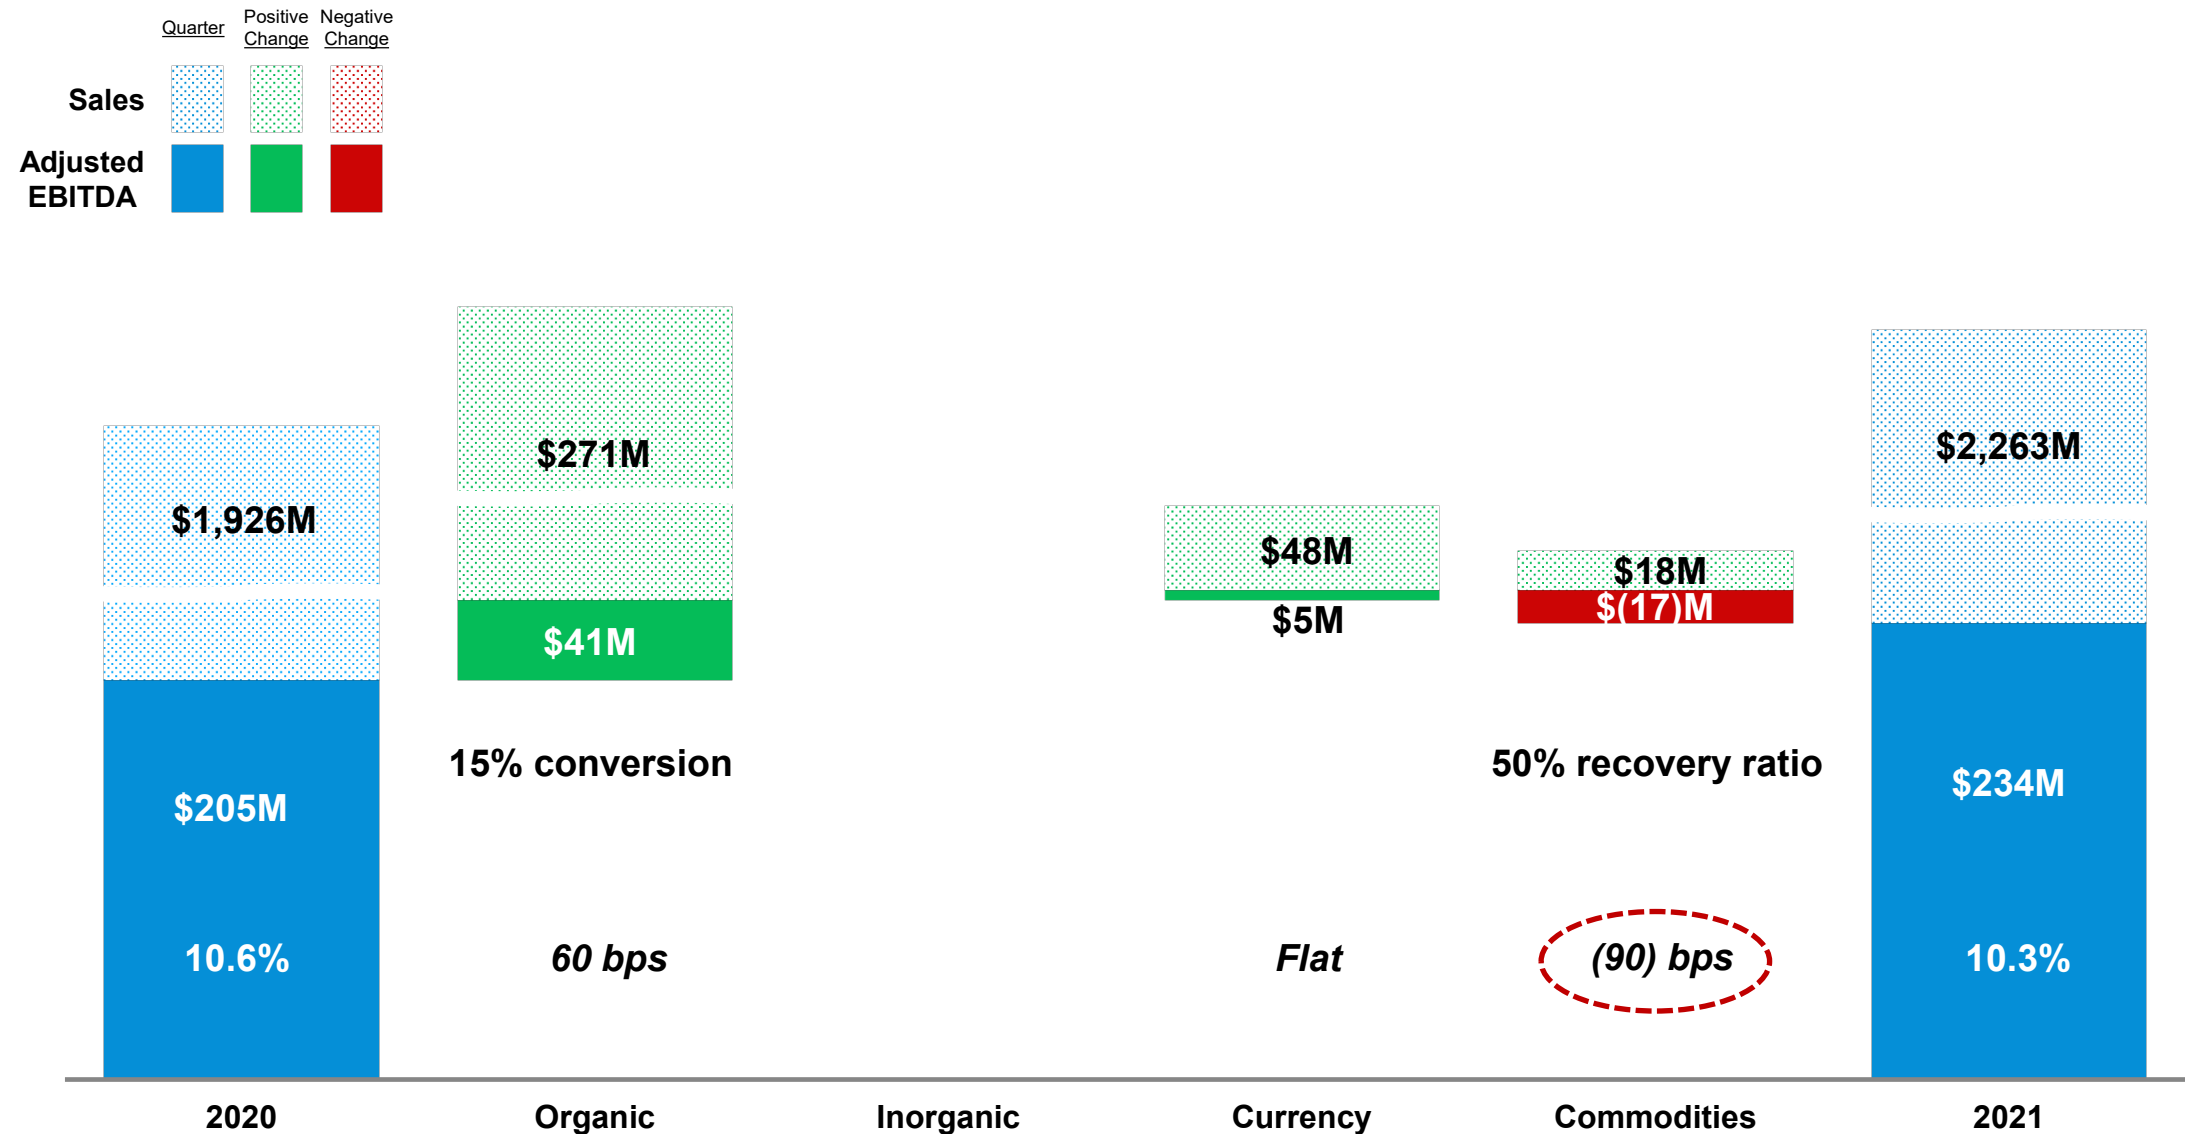 Quarter
Positive
Change
Negative
Change
Sales
Adjusted
EBITDA
$1,926M
$271M
$48M
$18M
$2,263M
$205M
$41M
$5M
$(17)M
$234M
15% conversion
50% recovery ratio
10.6%
60 bps
Flat
(90) bps
10.3%
2020
Organic
Inorganic
Currency
Commodities
2021